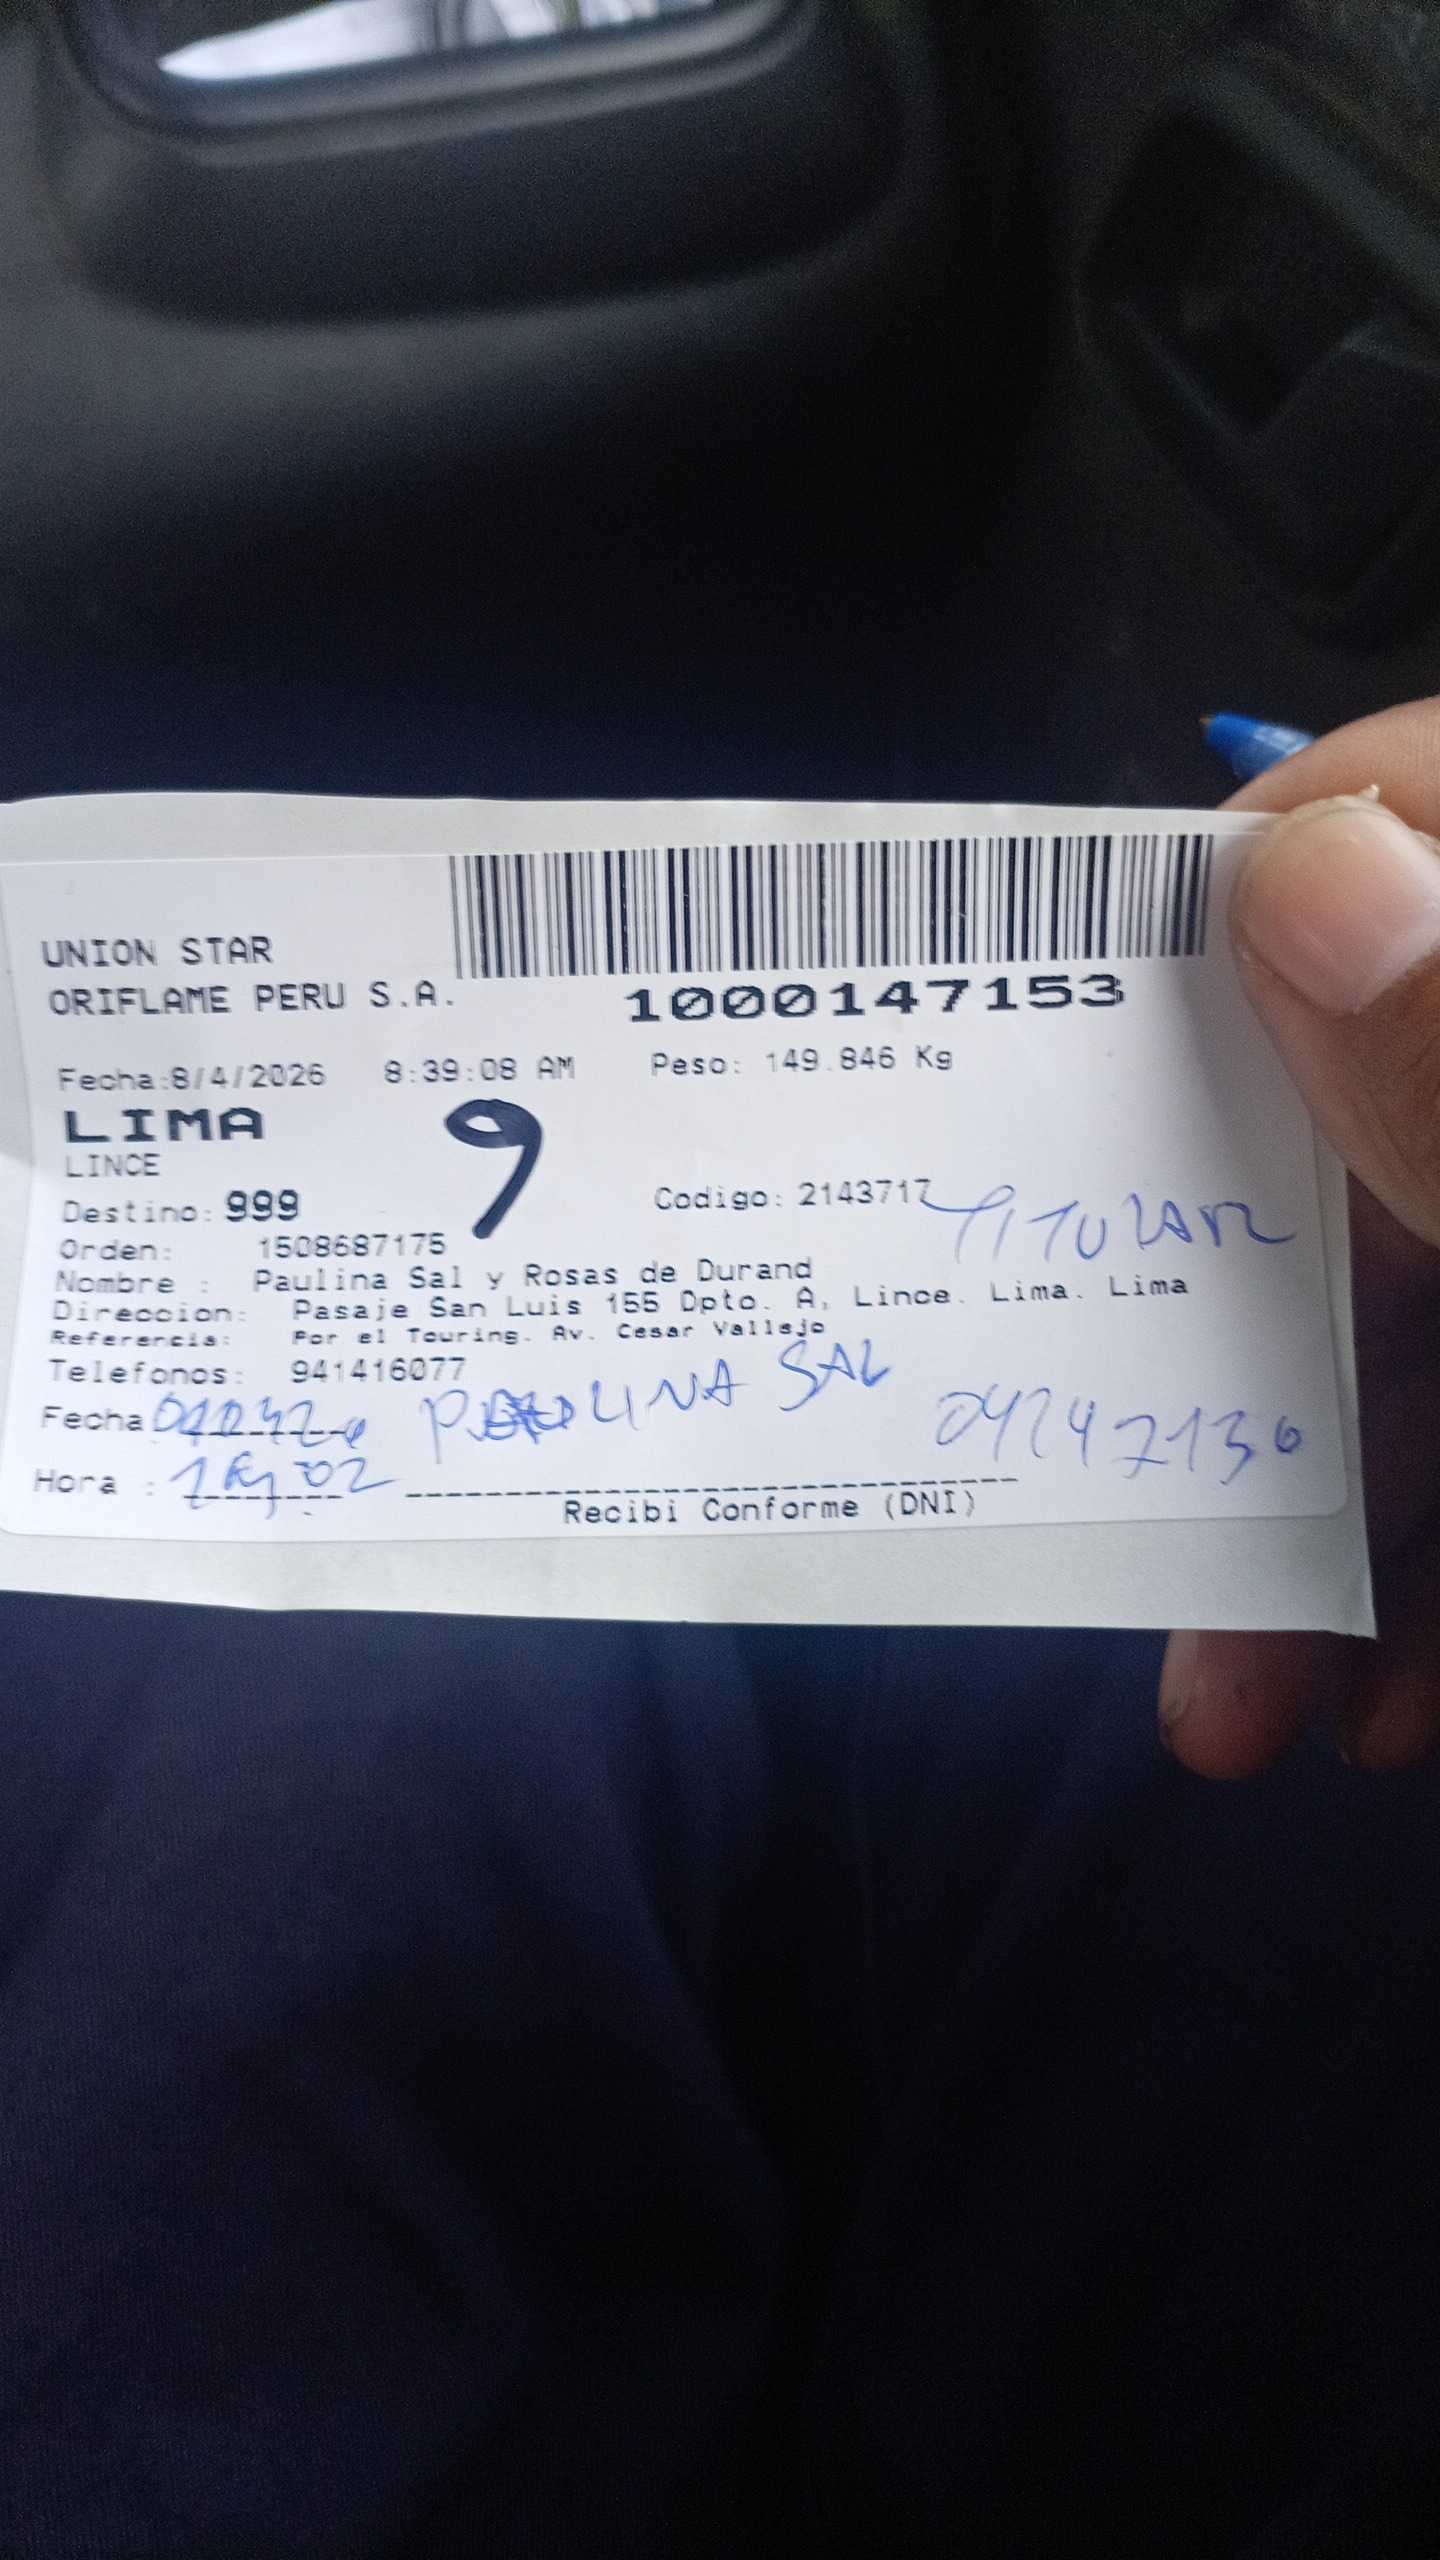 UNION STAR
ORIFLAME PERU S.A.
1000147153
Fecha:8/4/2026 8:39:08 AM Peso: 149.846 Kg
LIMA
9
LINCE
Destino: 999 Codigo: 2143717
TITULAR
Orden: 1508687175
Nombre : Paulina Sal y Rosas de Durand
Direccion: Pasaje San Luis 155 Dpto. A, Lince. Lima. Lima
Referencia: Por el Touring. Av. Cesar Vallejo
Telefonos: 941416077
SAL
Fecha
Hora :
Recibi Conforme (DNI)